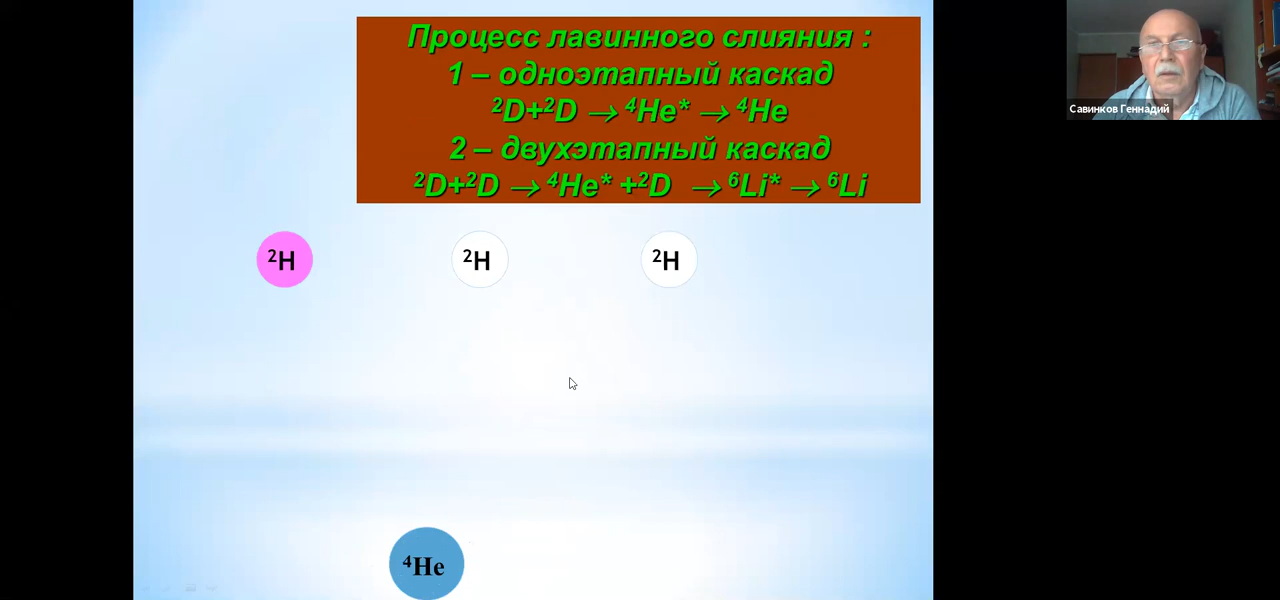 Процесс лавинного слияния :
1 – одноэтапный каскад
²D+²D → ⁴He* → ⁴He
2 – двухэтапный каскад
²D+²D → ⁴He* +²D → ⁶Li* → ⁶Li
Савинков Геннадий
²H ²H ²H
⁴He